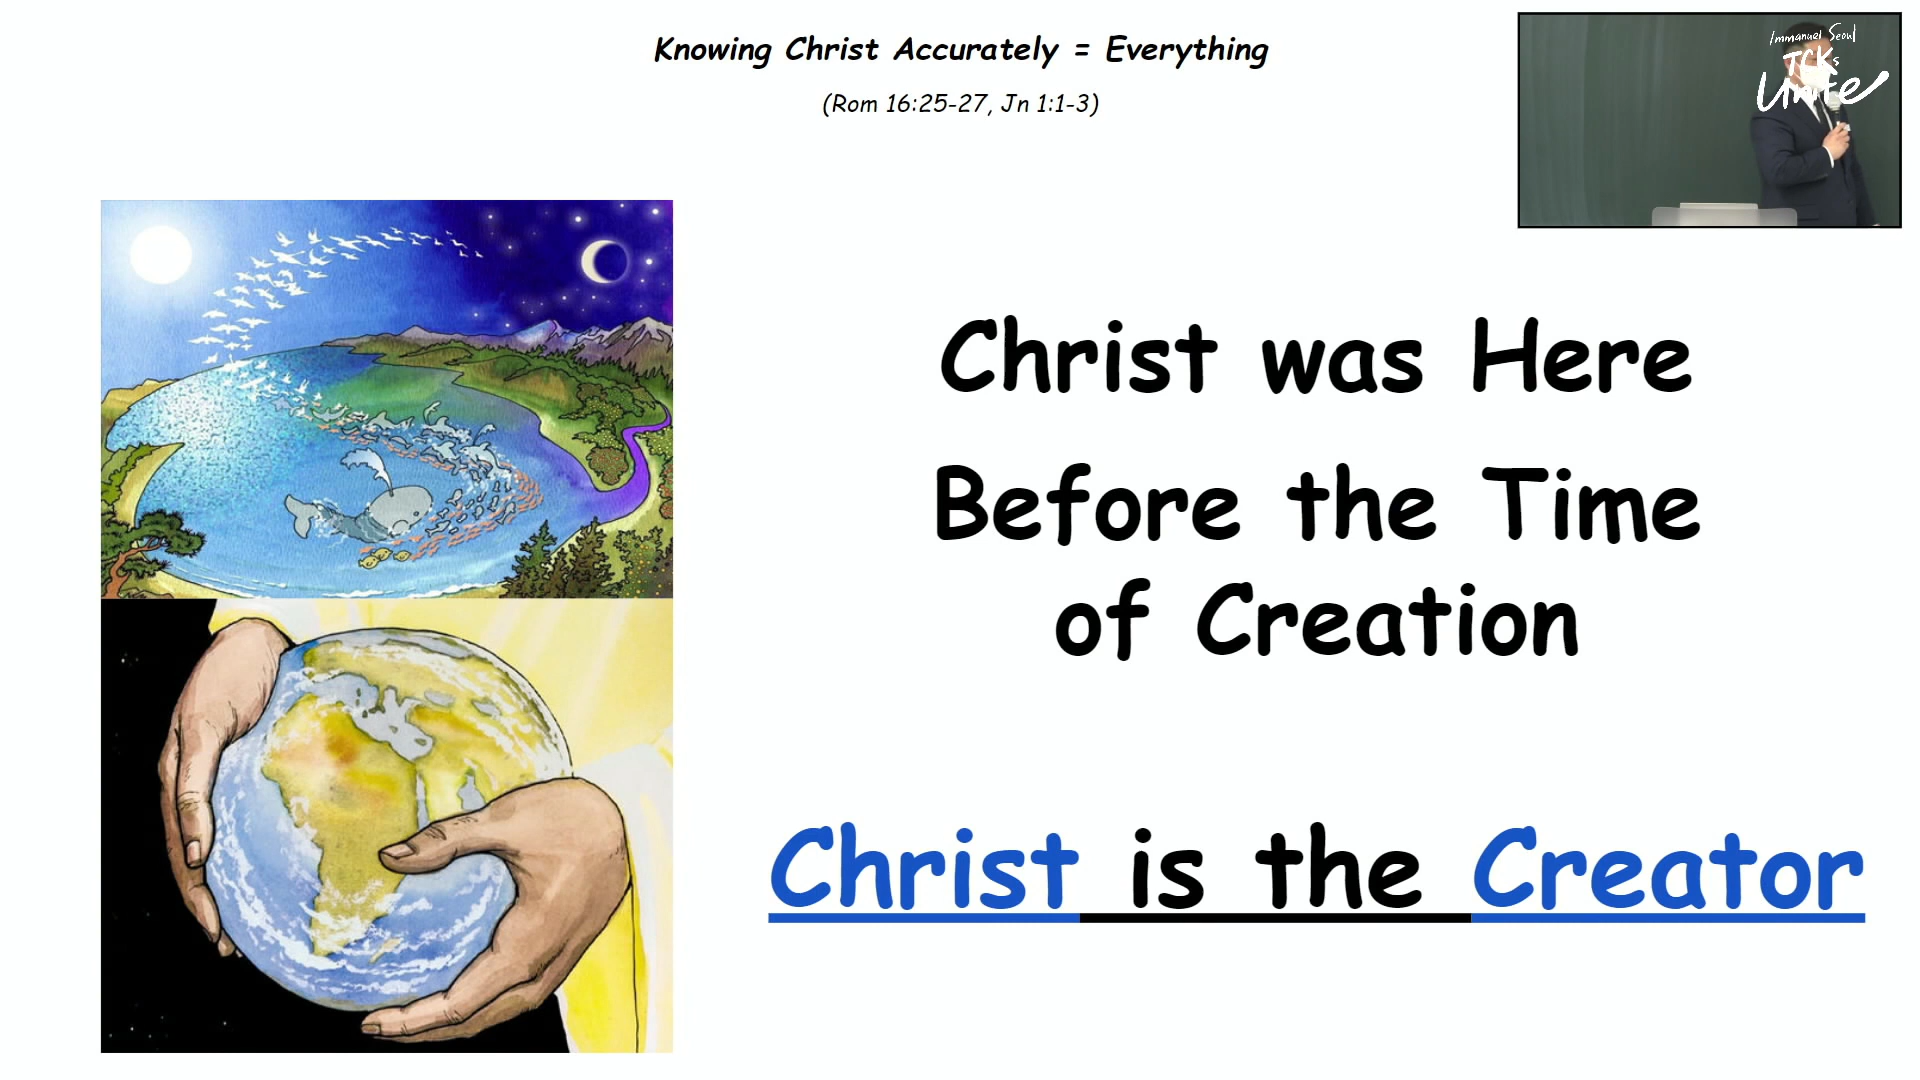 Knowing Christ Accurately = Everything
(Rom 16:25-27, Jn 1:1-3)
Immanuel Seoul
TCKs
Unite
Christ was Here
Before the Time
of Creation
Christ is the Creator